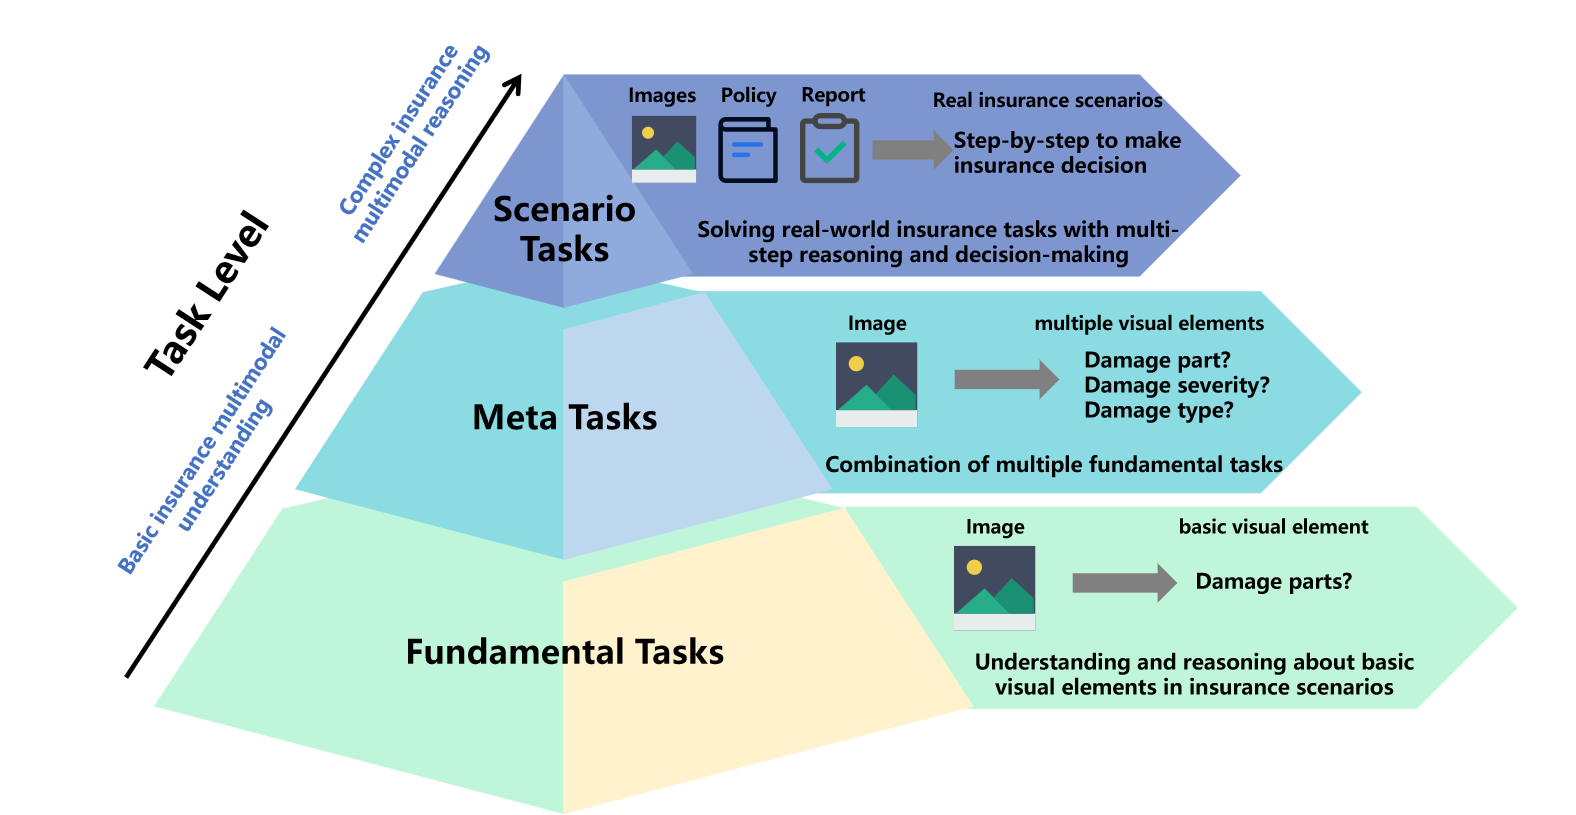 Task Level
Complex insurance
multimodal reasoning
Basic insurance multimodal
understanding
Scenario
Tasks
Images
Policy
Report
Real insurance scenarios
Step-by-step to make
insurance decision
Solving real-world insurance tasks with multi-
step reasoning and decision-making
Meta Tasks
Image
multiple visual elements
Damage part?
Damage severity?
Damage type?
Combination of multiple fundamental tasks
Fundamental Tasks
Image
basic visual element
Damage parts?
Understanding and reasoning about basic
visual elements in insurance scenarios